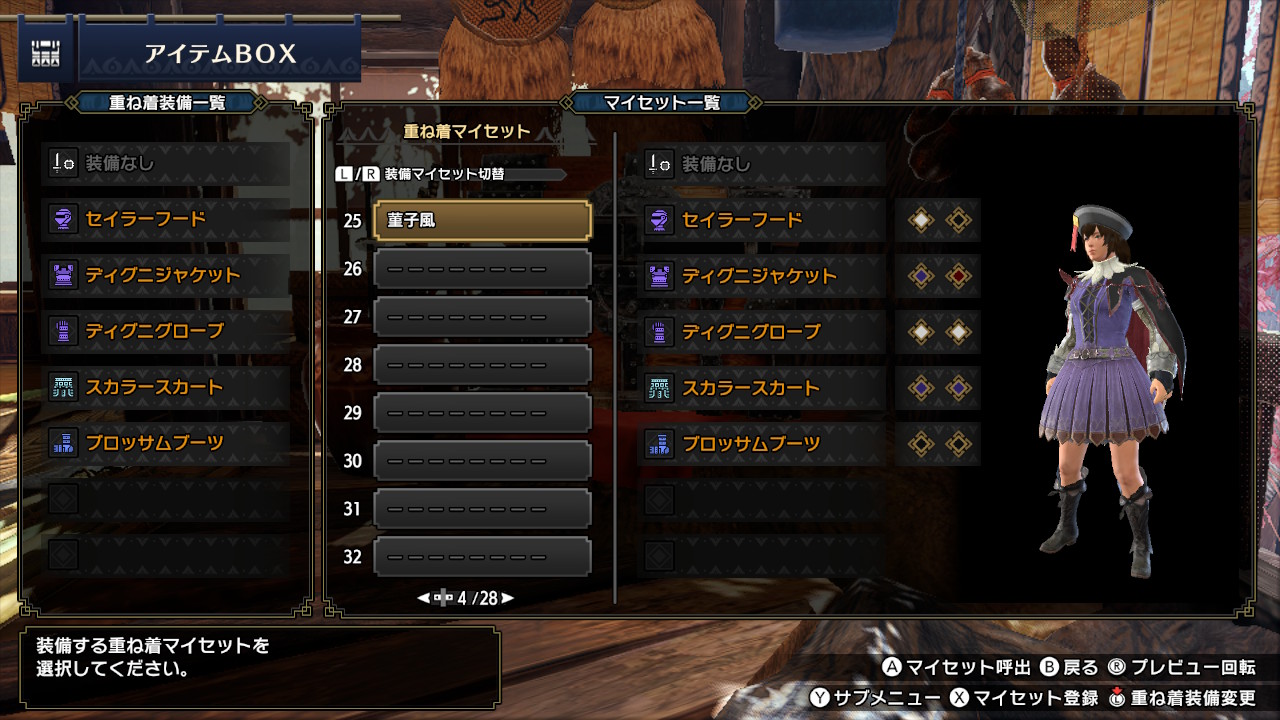 アイテムBOX
重ね着装備一覧
装備なし
セイラーフード
ディグニジャケット
ディグニグローブ
スカラースカート
ブロッサムブーツ
マイセット一覧
重ね着マイセット
L/R 装備マイセット切替
25 菫子風
26 －－－－－－－－
27 －－－－－－－－
28 －－－－－－－－
29 －－－－－－－－
30 －－－－－－－－
31 －－－－－－－－
32 －－－－－－－－
4/28
装備なし
セイラーフード
ディグニジャケット
ディグニグローブ
スカラースカート
ブロッサムブーツ
装備する重ね着マイセットを
選択してください。
Aマイセット呼出 B戻る Rプレビュー回転
Yサブメニュー Xマイセット登録 L重ね着装備変更